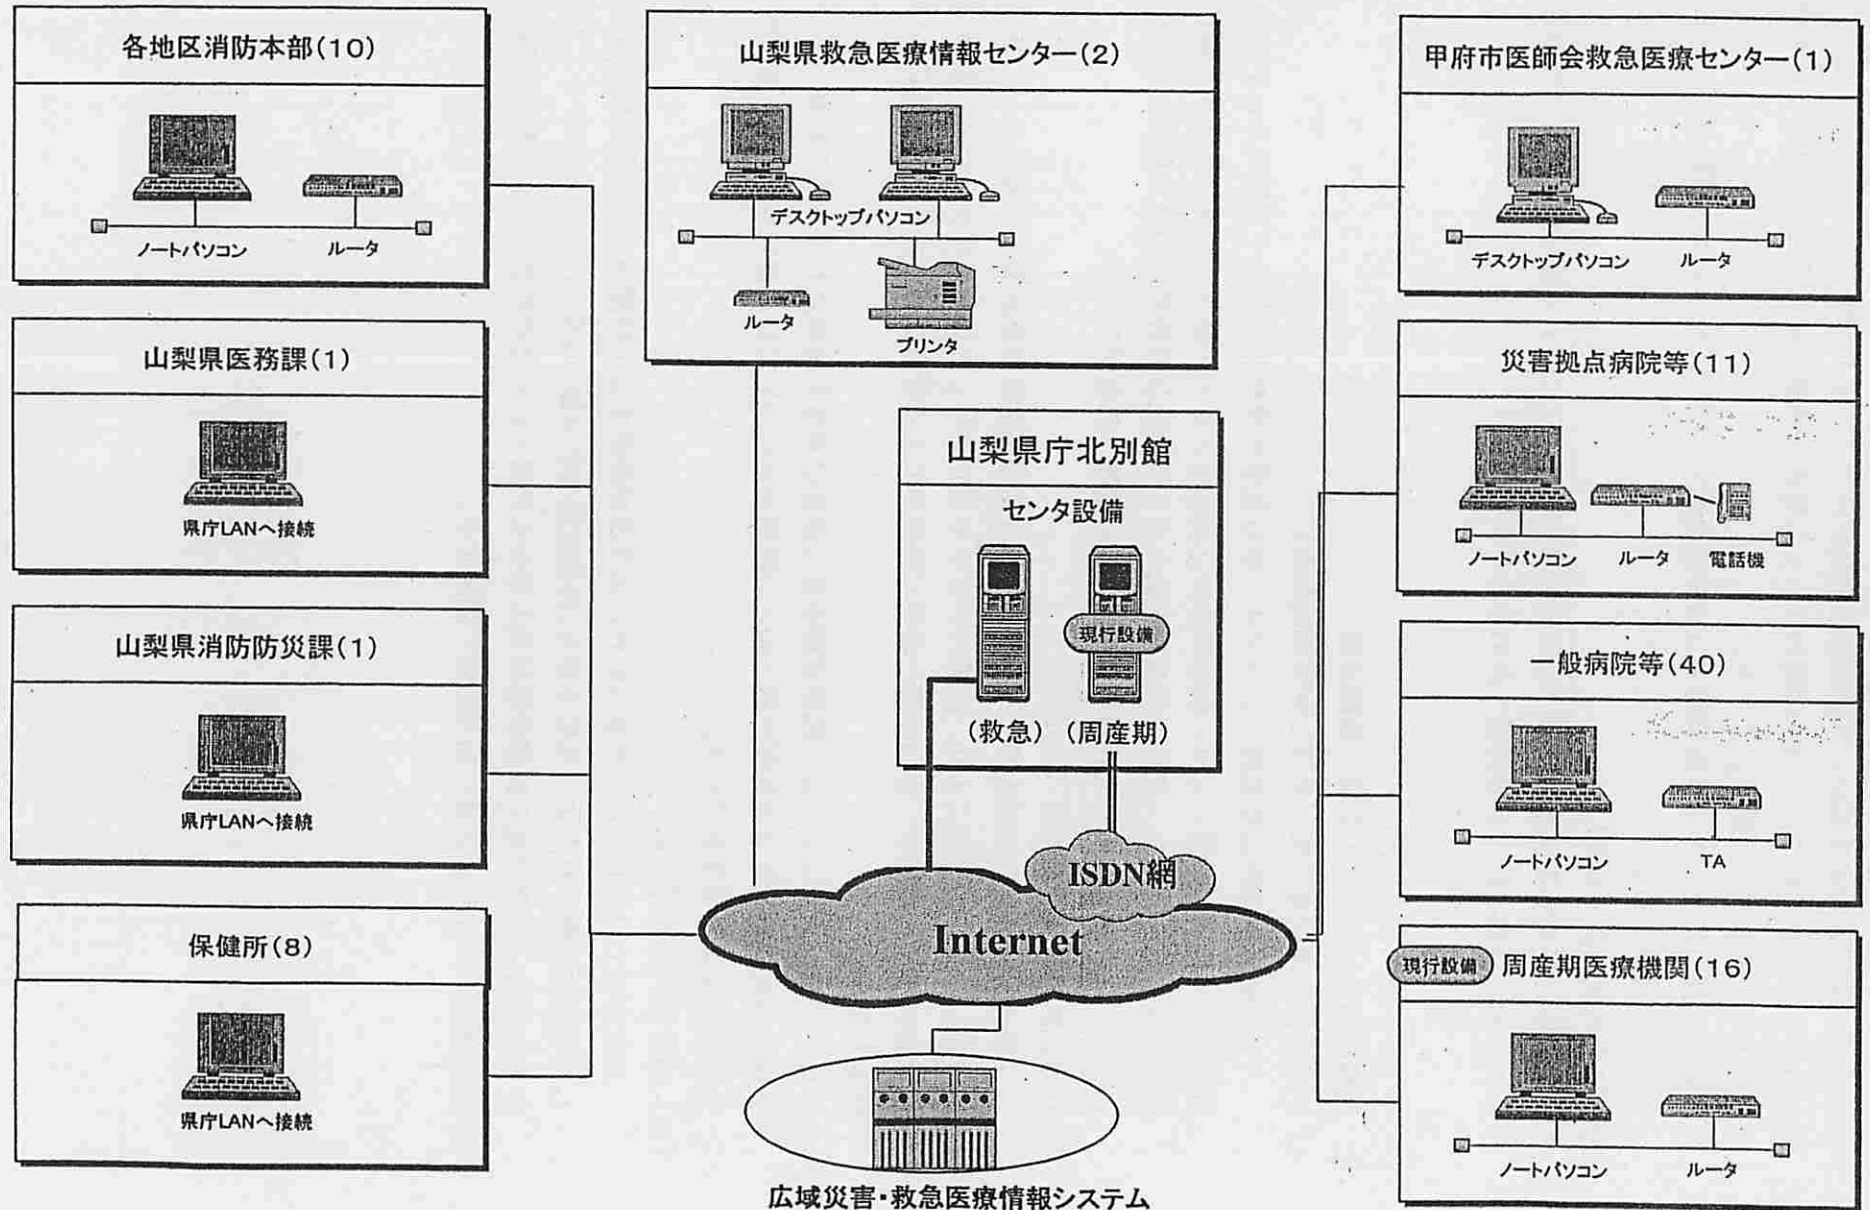 各地区消防本部(10)
ノートパソコン
ルータ
山梨県医務課(1)
県庁LANへ接続
山梨県消防防災課(1)
県庁LANへ接続
保健所(8)
県庁LANへ接続
山梨県救急医療情報センター(2)
デスクトップパソコン
ルータ
プリンタ
山梨県庁北別館
センタ設備
現行設備
(救急)
(周産期)
ISDN網
Internet
広域災害・救急医療情報システム
甲府市医師会救急医療センター(1)
デスクトップパソコン
ルータ
災害拠点病院等(11)
ノートパソコン
ルータ
電話機
一般病院等(40)
ノートパソコン
TA
現行設備
周産期医療機関(16)
ノートパソコン
ルータ